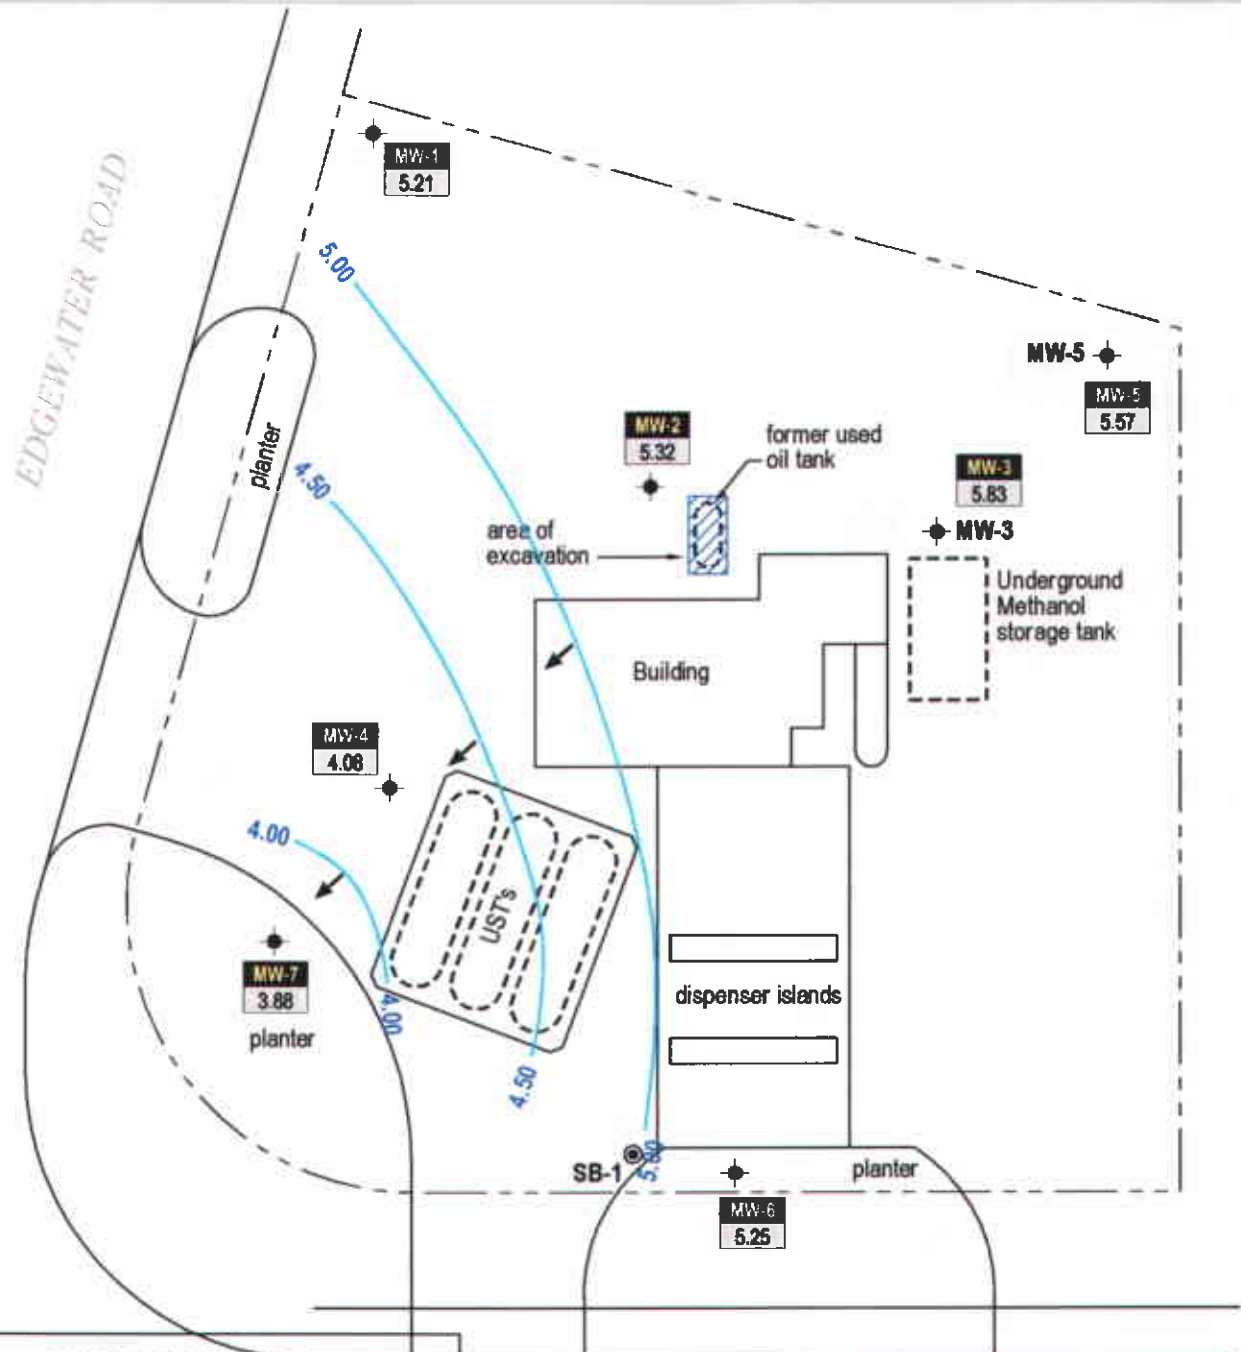 EDGEWATER ROAD
MW-1
5.21
5.00
MW-5
MW-5
5.57
MW-2
5.32
former used
oil tank
planter
4.50
MW-3
5.83
area of
excavation
MW-3
Underground
Methanol
storage tank
Building
MW-4
4.08
4.00
UST's
MW-7
3.88
planter
4.00
dispenser islands
4.50
SB-1
5.00
planter
MW-6
5.25